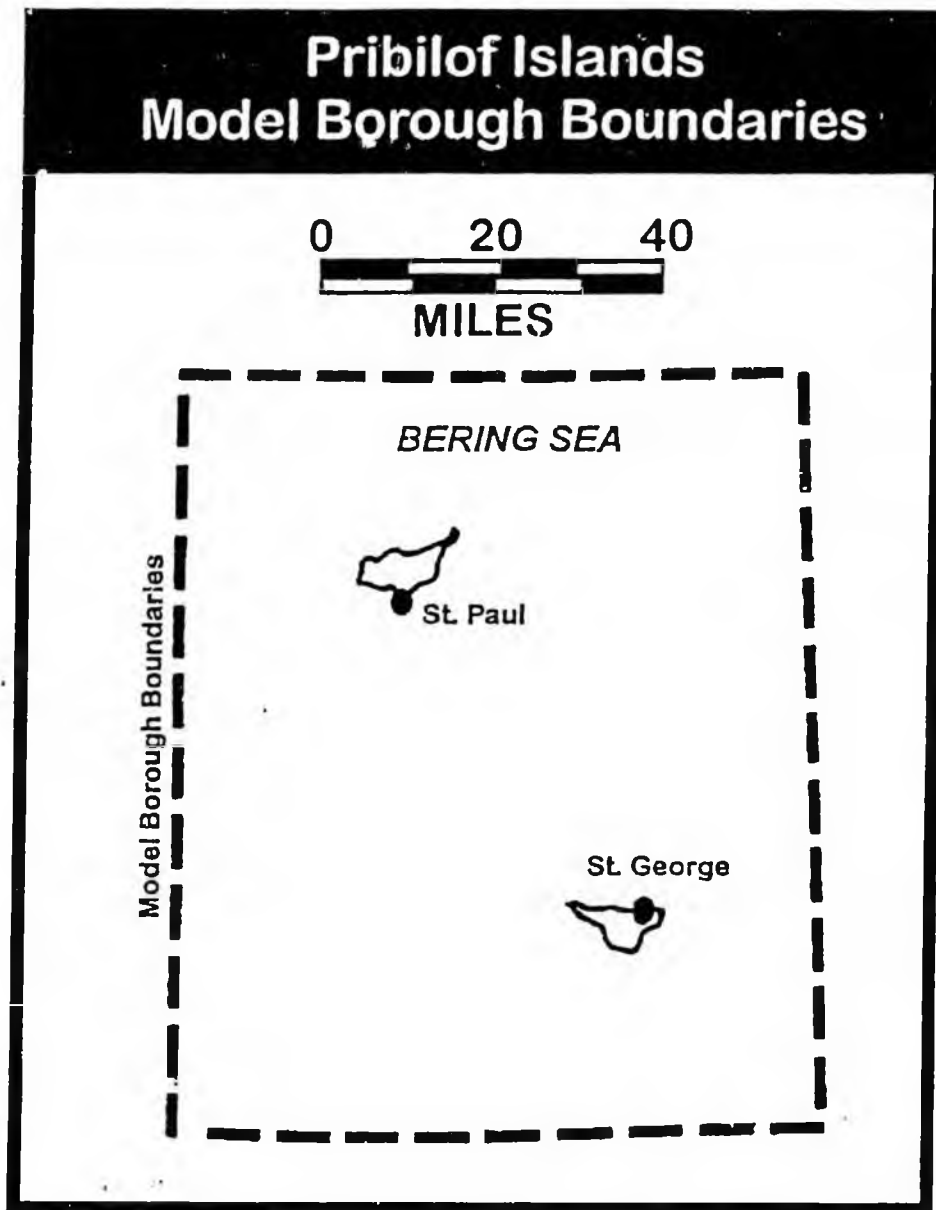 Pribilof Islands
Model Borough Boundaries
0 20 40
MILES
BERING SEA
Model Borough Boundaries
St. Paul
St. George